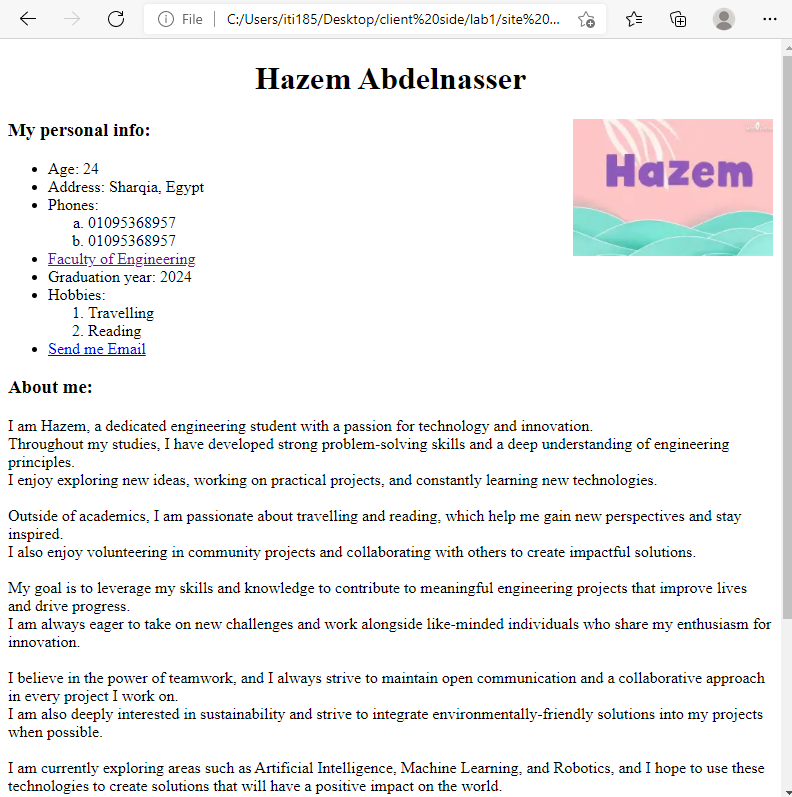 File
C:/Users/iti185/Desktop/client%20side/lab1/site%20...
Hazem Abdelnasser
My personal info:
Hazem
• Age: 24
• Address: Sharqia, Egypt
• Phones:
a. 01095368957
b. 01095368957
• Faculty of Engineering
• Graduation year: 2024
• Hobbies:
1. Travelling
2. Reading
• Send me Email
About me:
I am Hazem, a dedicated engineering student with a passion for technology and innovation.
Throughout my studies, I have developed strong problem-solving skills and a deep understanding of engineering
principles.
I enjoy exploring new ideas, working on practical projects, and constantly learning new technologies.
Outside of academics, I am passionate about travelling and reading, which help me gain new perspectives and stay
inspired.
I also enjoy volunteering in community projects and collaborating with others to create impactful solutions.
My goal is to leverage my skills and knowledge to contribute to meaningful engineering projects that improve lives
and drive progress.
I am always eager to take on new challenges and work alongside like-minded individuals who share my enthusiasm for
innovation.
I believe in the power of teamwork, and I always strive to maintain open communication and a collaborative approach
in every project I work on.
I am also deeply interested in sustainability and strive to integrate environmentally-friendly solutions into my projects
when possible.
I am currently exploring areas such as Artificial Intelligence, Machine Learning, and Robotics, and I hope to use these
technologies to create solutions that will have a positive impact on the world.